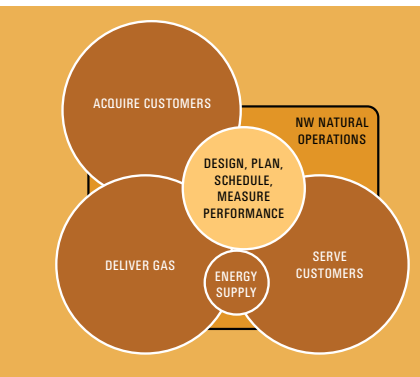 ACQUIRE CUSTOMERS
NW NATURAL
OPERATIONS
DESIGN, PLAN,
SCHEDULE,
MEASURE
PERFORMANCE
DELIVER GAS
ENERGY
SUPPLY
SERVE
CUSTOMERS